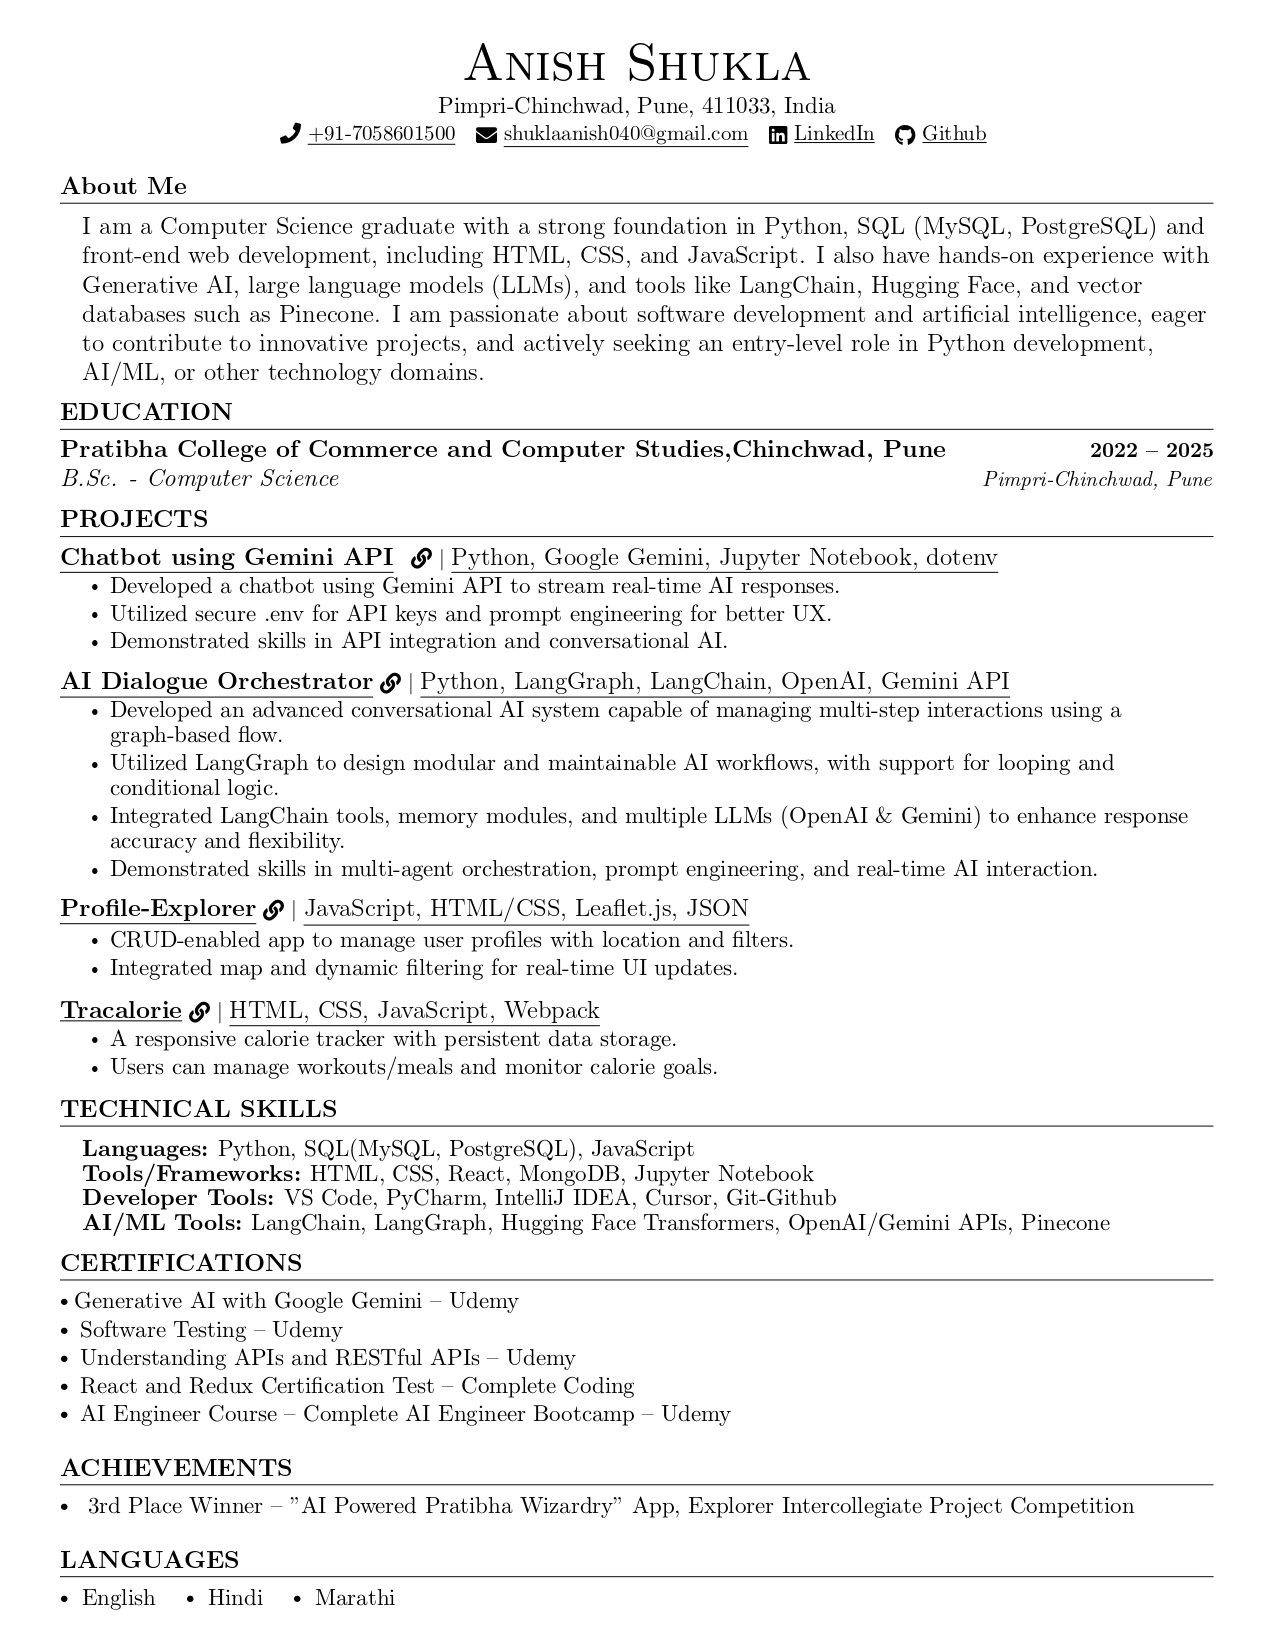 Anish Shukla
Pimpri-Chinchwad, Pune, 411033, India
+91-7058601500 shuklaanish040@gmail.com LinkedIn Github
About Me
I am a Computer Science graduate with a strong foundation in Python, SQL (MySQL, PostgreSQL) and
front-end web development, including HTML, CSS, and JavaScript. I also have hands-on experience with
Generative AI, large language models (LLMs), and tools like LangChain, Hugging Face, and vector
databases such as Pinecone. I am passionate about software development and artificial intelligence, eager
to contribute to innovative projects, and actively seeking an entry-level role in Python development,
AI/ML, or other technology domains.
EDUCATION
Pratibha College of Commerce and Computer Studies,Chinchwad, Pune 2022 – 2025
B.Sc. - Computer Science Pimpri-Chinchwad, Pune
PROJECTS
Chatbot using Gemini API | Python, Google Gemini, Jupyter Notebook, dotenv
• Developed a chatbot using Gemini API to stream real-time AI responses.
• Utilized secure .env for API keys and prompt engineering for better UX.
• Demonstrated skills in API integration and conversational AI.
AI Dialogue Orchestrator | Python, LangGraph, LangChain, OpenAI, Gemini API
• Developed an advanced conversational AI system capable of managing multi-step interactions using a
graph-based flow.
• Utilized LangGraph to design modular and maintainable AI workflows, with support for looping and
conditional logic.
• Integrated LangChain tools, memory modules, and multiple LLMs (OpenAI & Gemini) to enhance response
accuracy and flexibility.
• Demonstrated skills in multi-agent orchestration, prompt engineering, and real-time AI interaction.
Profile-Explorer | JavaScript, HTML/CSS, Leaflet.js, JSON
• CRUD-enabled app to manage user profiles with location and filters.
• Integrated map and dynamic filtering for real-time UI updates.
Tracalorie | HTML, CSS, JavaScript, Webpack
• A responsive calorie tracker with persistent data storage.
• Users can manage workouts/meals and monitor calorie goals.
TECHNICAL SKILLS
Languages: Python, SQL(MySQL, PostgreSQL), JavaScript
Tools/Frameworks: HTML, CSS, React, MongoDB, Jupyter Notebook
Developer Tools: VS Code, PyCharm, IntelliJ IDEA, Cursor, Git-Github
AI/ML Tools: LangChain, LangGraph, Hugging Face Transformers, OpenAI/Gemini APIs, Pinecone
CERTIFICATIONS
• Generative AI with Google Gemini – Udemy
• Software Testing – Udemy
• Understanding APIs and RESTful APIs – Udemy
• React and Redux Certification Test – Complete Coding
• AI Engineer Course – Complete AI Engineer Bootcamp – Udemy
ACHIEVEMENTS
• 3rd Place Winner – ”AI Powered Pratibha Wizardry” App, Explorer Intercollegiate Project Competition
LANGUAGES
• English • Hindi • Marathi